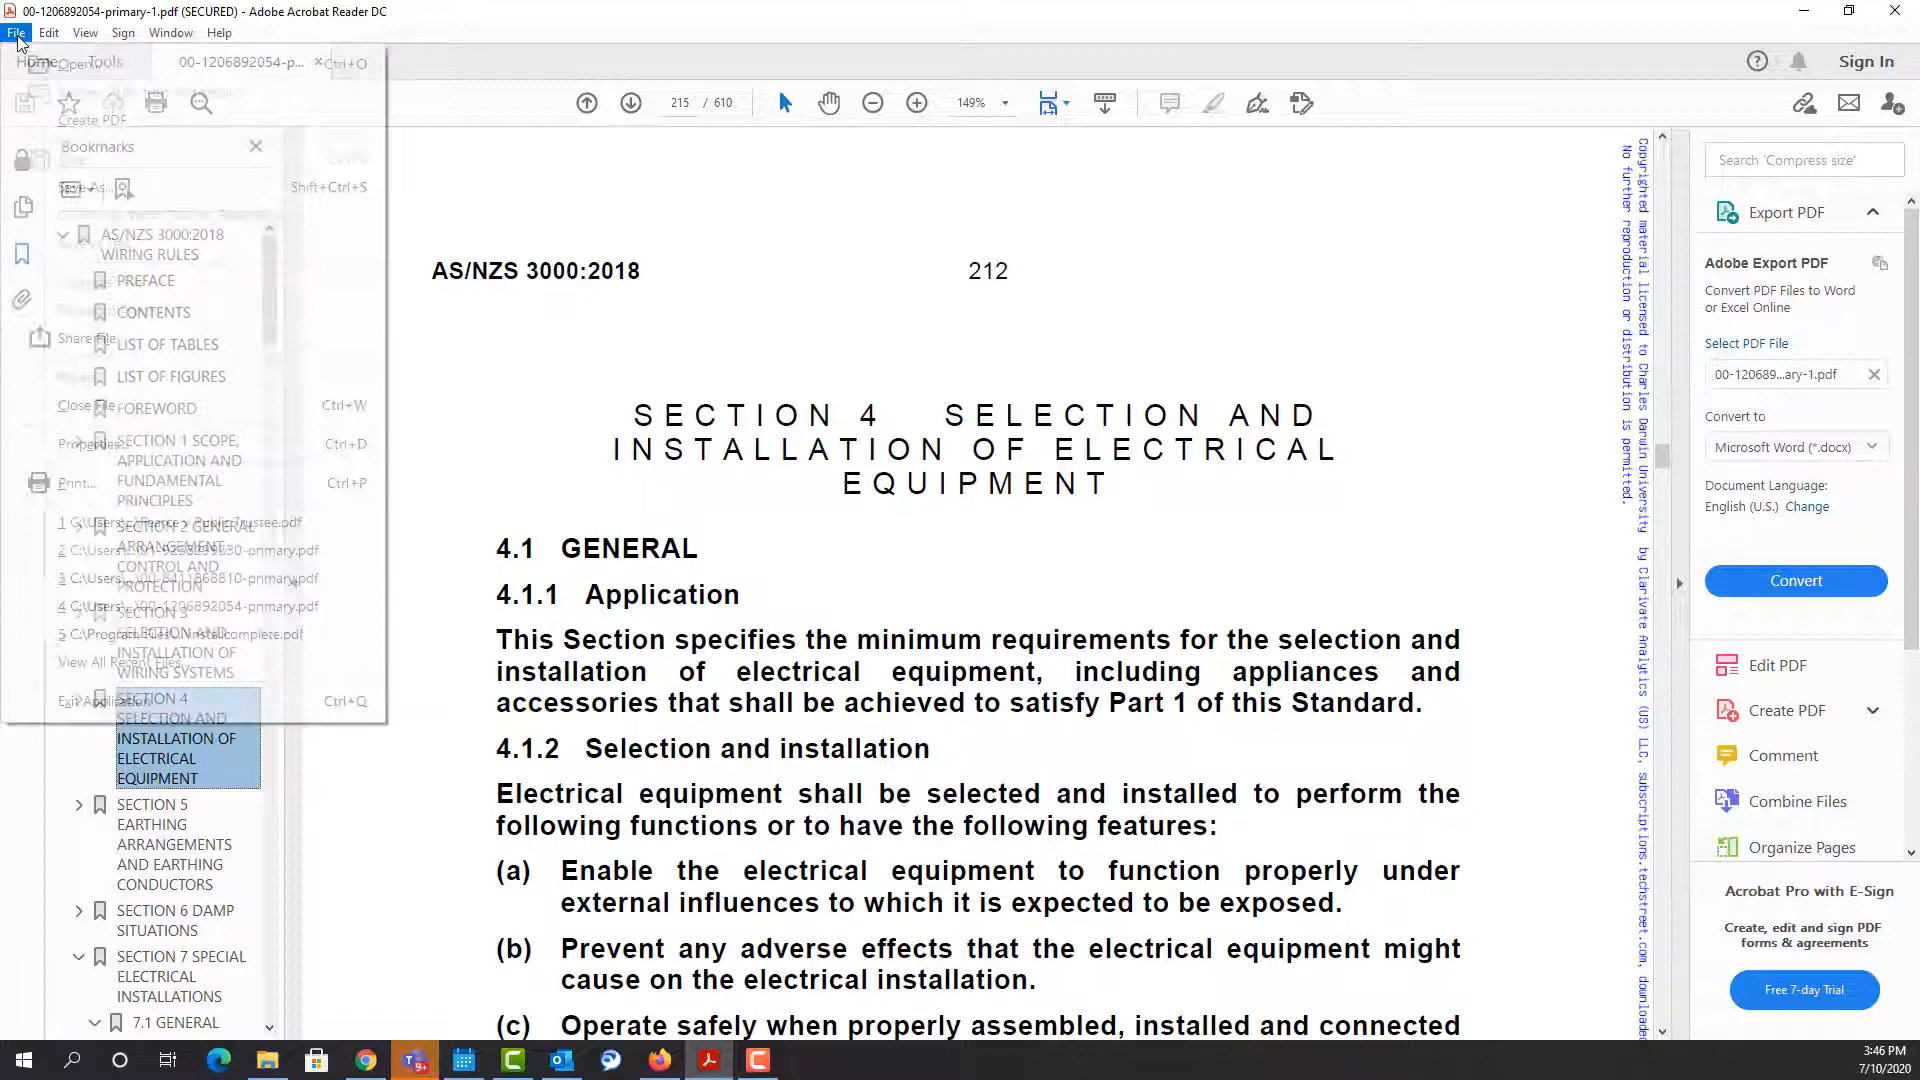 00-1206892054-primary-1.pdf (SECURED) - Adobe Acrobat Reader DC
File Edit View Sign Window Help
Home Tools 00-1206892054-p... × Sign In
Open... Ctrl+O
Create PDF
215 / 610 149%
Bookmarks
Save As... Shift+Ctrl+S
AS/NZS 3000:2018
WIRING RULES
PREFACE
CONTENTS
Share File
LIST OF TABLES
LIST OF FIGURES
Close File Ctrl+W
FOREWORD
Properties... Ctrl+D
SECTION 1 SCOPE,
APPLICATION AND
FUNDAMENTAL
PRINCIPLES
Print... Ctrl+P
1 C:\Users\...\Pearce v Public Trustee.pdf
SECTION 2 GENERAL
ARRANGEMENT,
CONTROL AND
PROTECTION
3 C:\Users\...\00-8411868810-primary.pdf
4 C:\Users\...\00-1206892054-primary.pdf
SECTION 3
SELECTION AND
INSTALLATION OF
WIRING SYSTEMS
5 C:\Program Files\...\Installcomplete.pdf
View All Recent Files...
Exit Application Ctrl+Q
SECTION 4
SELECTION AND
INSTALLATION OF
ELECTRICAL
EQUIPMENT
SECTION 5
EARTHING
ARRANGEMENTS
AND EARTHING
CONDUCTORS
SECTION 6 DAMP
SITUATIONS
SECTION 7 SPECIAL
ELECTRICAL
INSTALLATIONS
7.1 GENERAL
AS/NZS 3000:2018 212
SECTION 4 SELECTION AND
INSTALLATION OF ELECTRICAL
EQUIPMENT
4.1 GENERAL
4.1.1 Application
This Section specifies the minimum requirements for the selection and
installation of electrical equipment, including appliances and
accessories that shall be achieved to satisfy Part 1 of this Standard.
4.1.2 Selection and installation
Electrical equipment shall be selected and installed to perform the
following functions or to have the following features:
(a) Enable the electrical equipment to function properly under
external influences to which it is expected to be exposed.
(b) Prevent any adverse effects that the electrical equipment might
cause on the electrical installation.
(c) Operate safely when properly assembled, installed and connected
Copyrighted material licensed to Charles Darwin University by Clarivate Analytics (US) LLC, subscriptions.techstreet.com, downloade
No further reproduction or distribution is permitted.
Search 'Compress size'
Export PDF
Adobe Export PDF
Convert PDF Files to Word
or Excel Online
Select PDF File
00-120689...ary-1.pdf
Convert to
Microsoft Word (*.docx)
Document Language:
English (U.S.) Change
Convert
Edit PDF
Create PDF
Comment
Combine Files
Organize Pages
Acrobat Pro with E-Sign
Create, edit and sign PDF
forms & agreements
Free 7-day Trial
9+
3:46 PM
7/10/2020